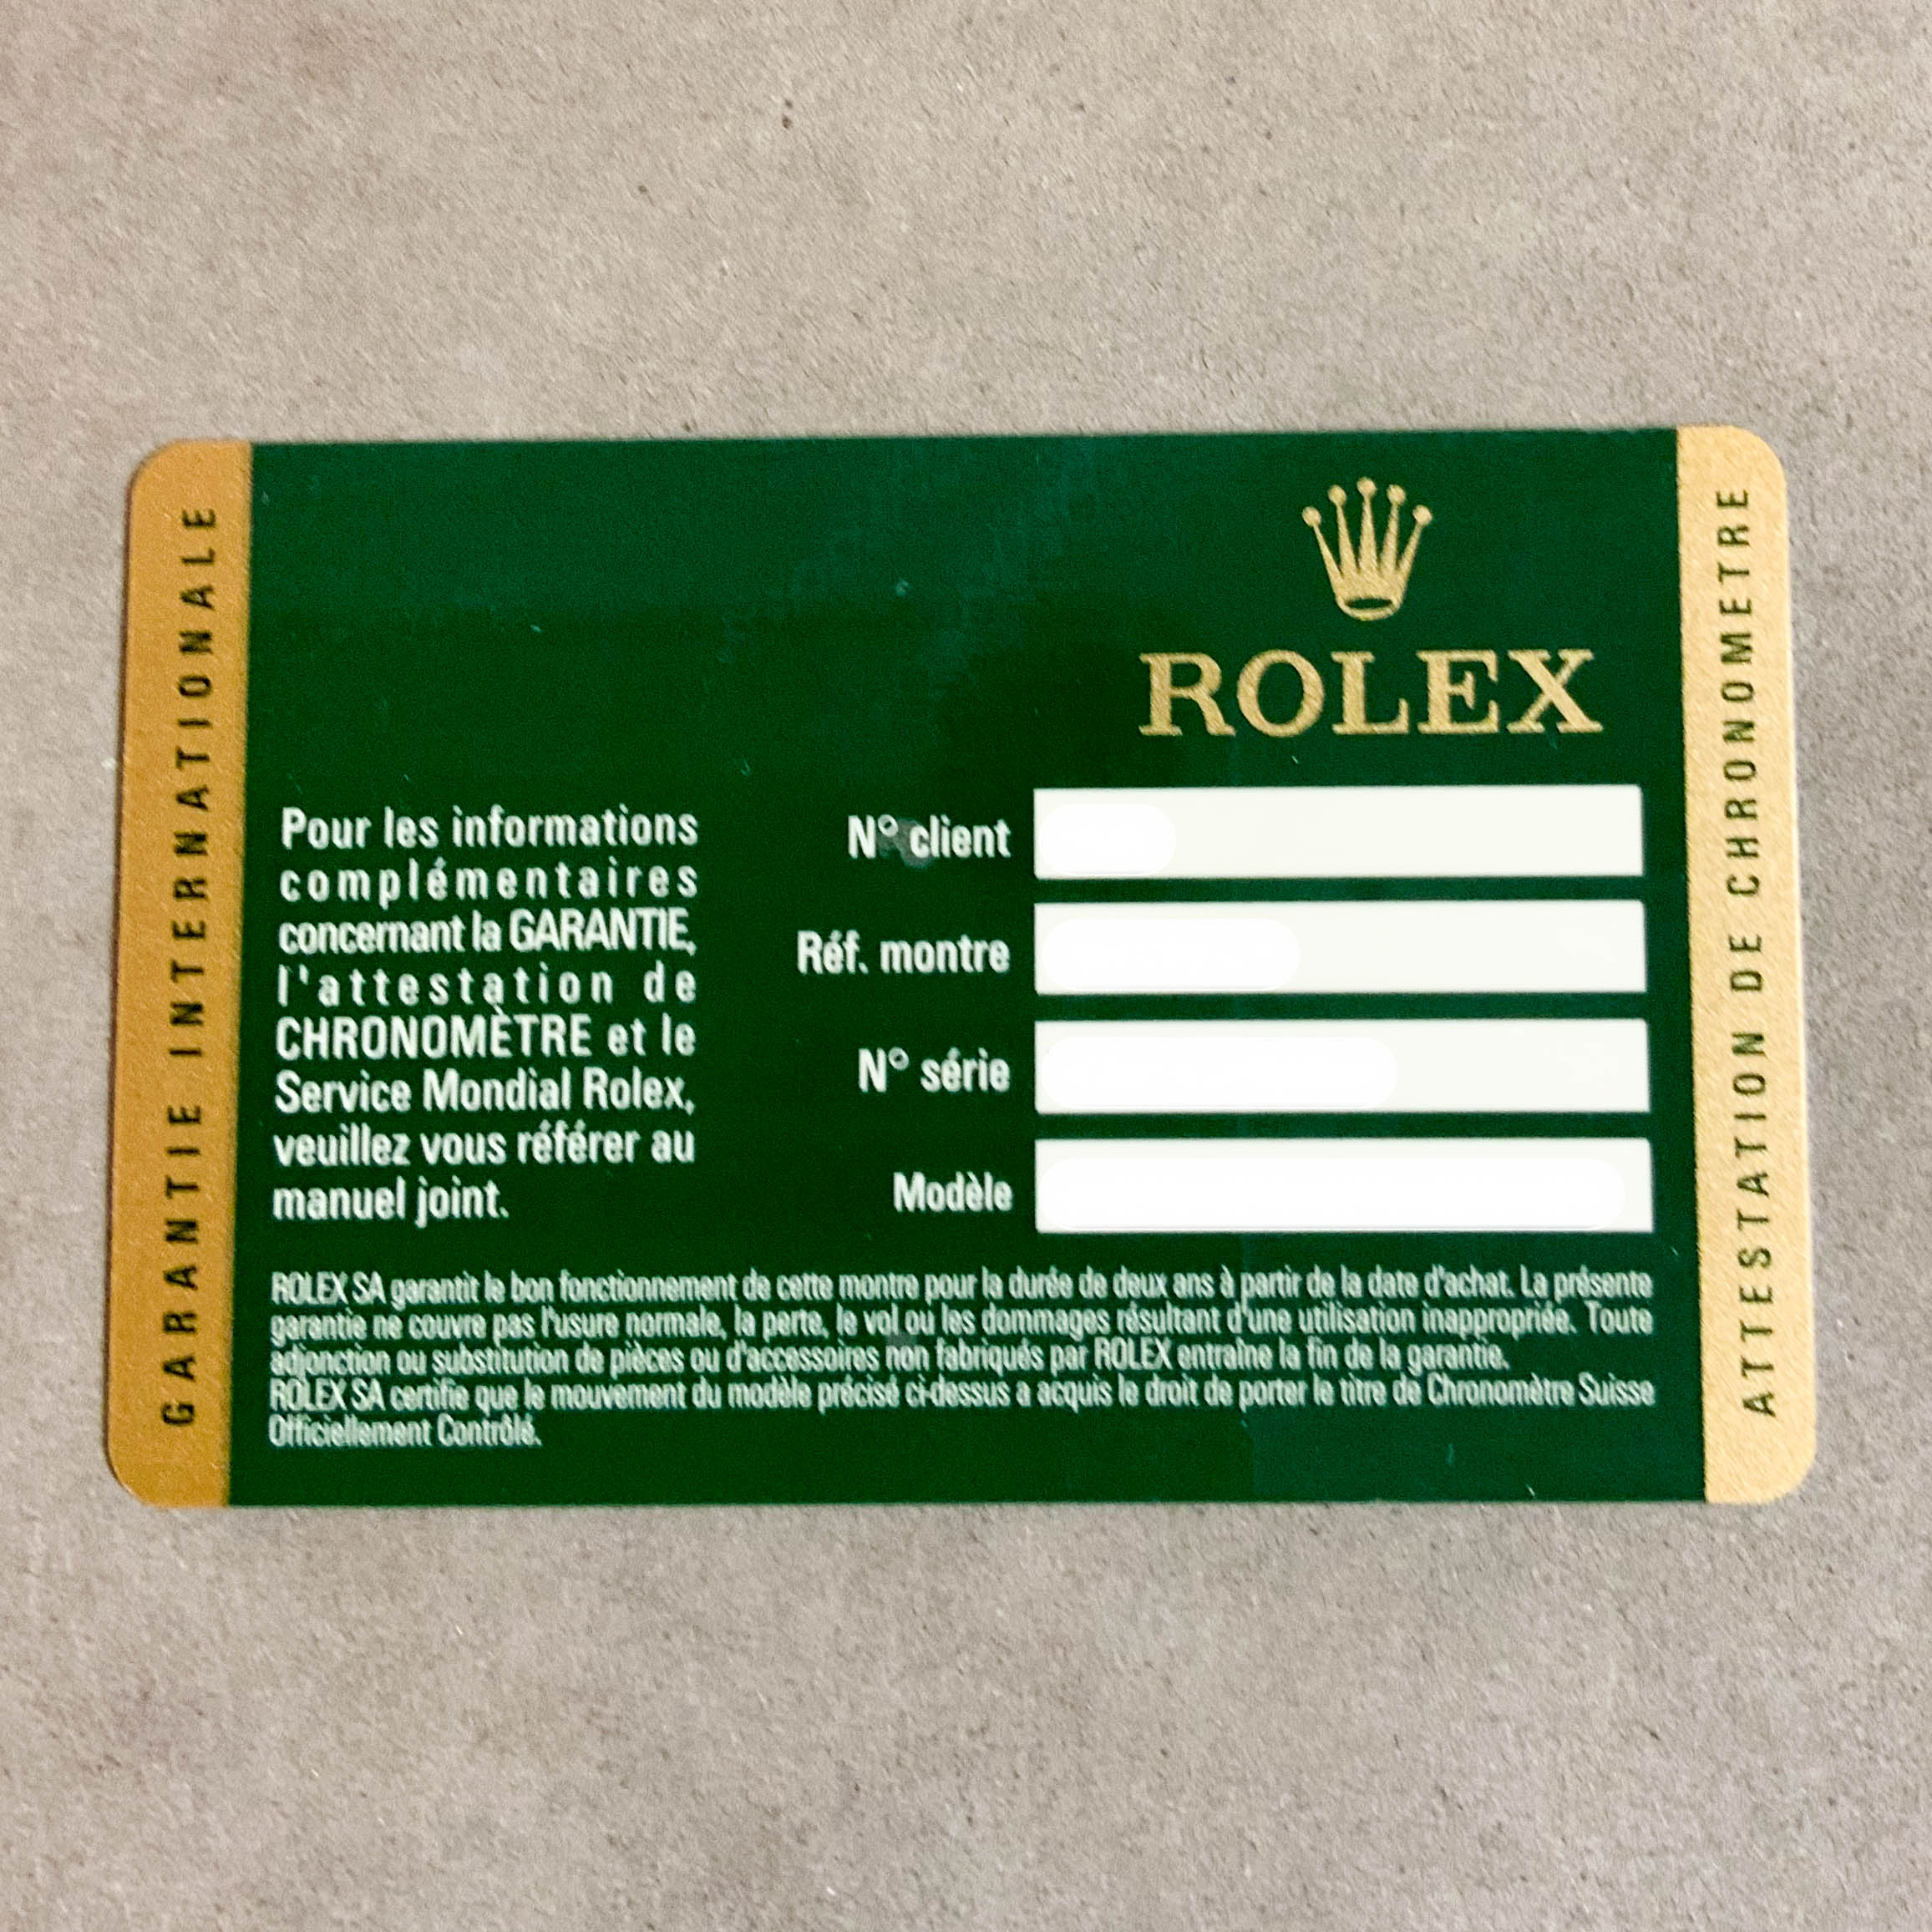 GARANTIE INTERNATIONALE
ROLEX
Pour les informations
complémentaires
concernant la GARANTIE,
l'attestation de
CHRONOMÈTRE et le
Service Mondial Rolex,
veuillez vous référer au
manuel joint.
N° client
Réf. montre
N° série
Modèle
ROLEX SA garantit le bon fonctionnement de cette montre pour la durée de deux ans à partir de la date d'achat. La présente
garantie ne couvre pas l'usure normale, la perte, le vol ou les dommages résultant d'une utilisation inappropriée. Toute
adjonction ou substitution de pièces ou d'accessoires non fabriqués par ROLEX entraîne la fin de la garantie.
ROLEX SA certifie que le mouvement du modèle précisé ci-dessus a acquis le droit de porter le titre de Chronomètre Suisse
Officiellement Contrôlé.
ATTESTATION DE CHRONOMETRE